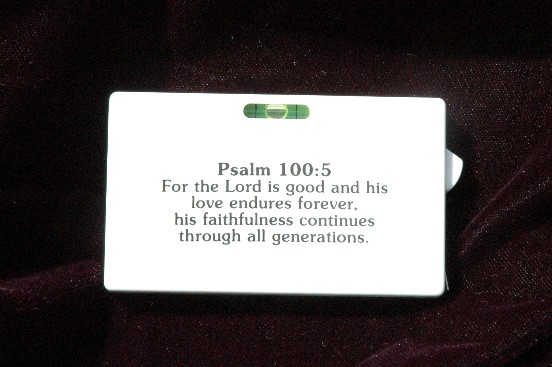 Psalm 100:5
For the Lord is good and his
love endures forever,
his faithfulness continues
through all generations.